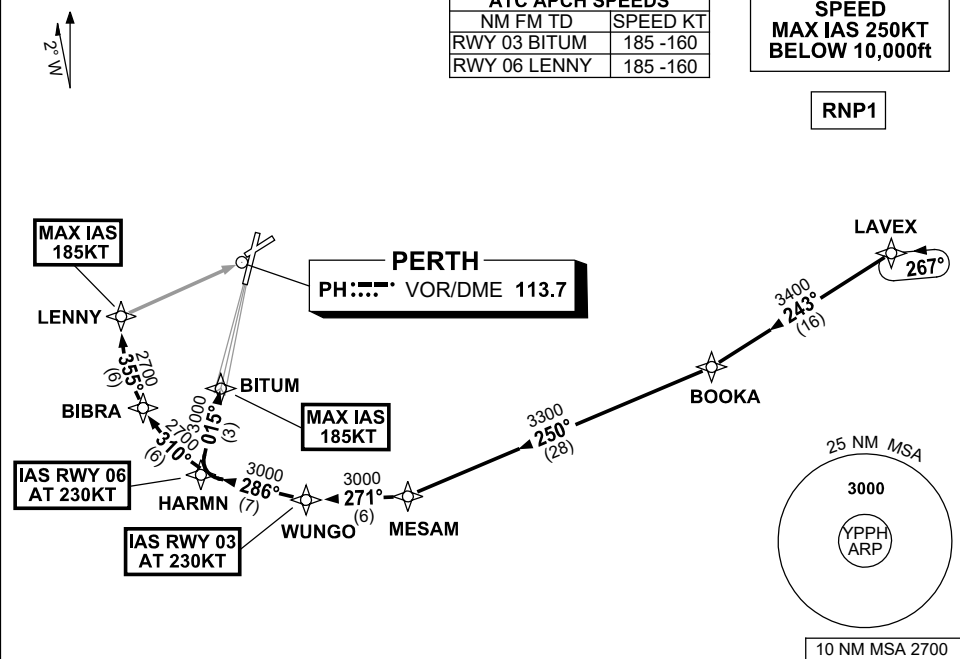 ATC APCH SPEEDS
NM FM TD SPEED KT
RWY 03 BITUM 185 -160
RWY 06 LENNY 185 -160
SPEED
MAX IAS 250KT
BELOW 10,000ft
RNP1
2° W
MAX IAS
185KT
LENNY
PERTH
PH VOR/DME 113.7
LAVEX
267°
3400
243°
(16)
BOOKA
3300
250°
(28)
MESAM
3000
271°
(6)
WUNGO
3000
286°
(7)
HARMN
3000
015°
(3)
BITUM
MAX IAS
185KT
2700
310°
(6)
BIBRA
2700
355°
(6)
IAS RWY 06
AT 230KT
IAS RWY 03
AT 230KT
25 NM MSA
3000
YPPH
ARP
10 NM MSA 2700